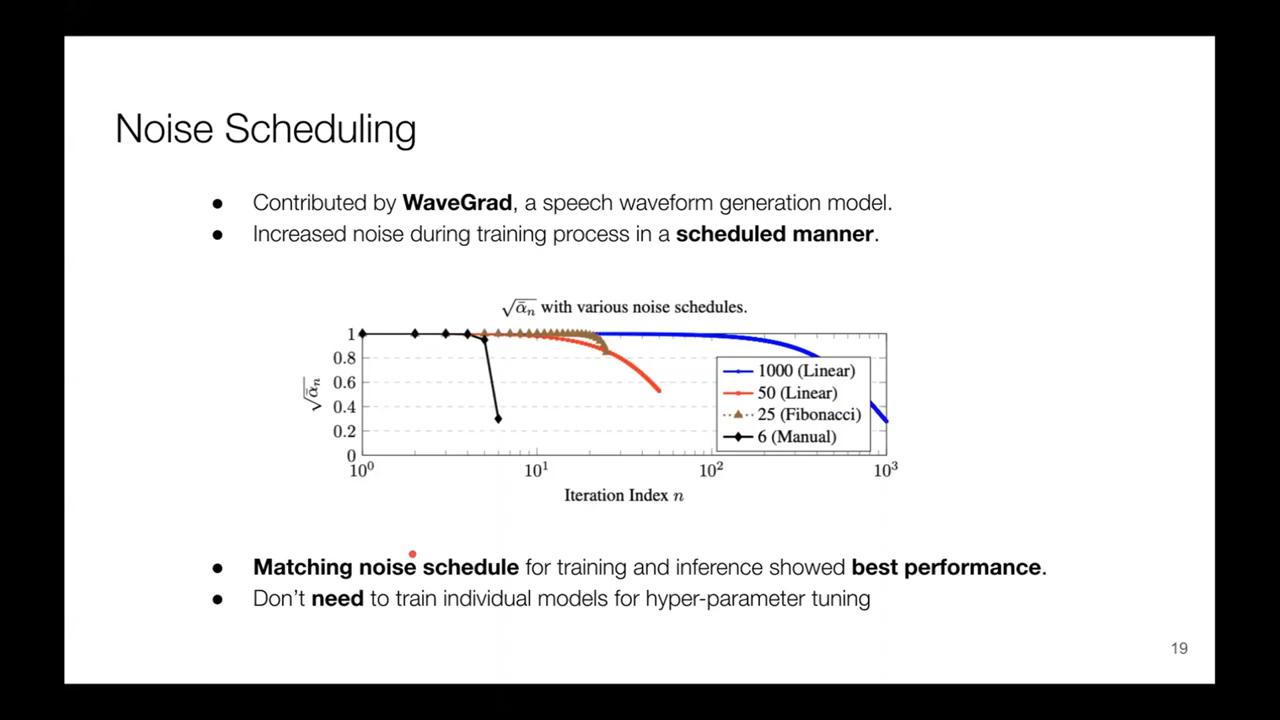 Noise Scheduling
● Contributed by WaveGrad, a speech waveform generation model.
● Increased noise during training process in a scheduled manner.
√ᾱₙ with various noise schedules.
1
0.8
0.6
0.4
0.2
0
√ᾱₙ
1000 (Linear)
50 (Linear)
25 (Fibonacci)
6 (Manual)
10⁰ 10¹ 10² 10³
Iteration Index n
● Matching noise schedule for training and inference showed best performance.
● Don’t need to train individual models for hyper-parameter tuning
19